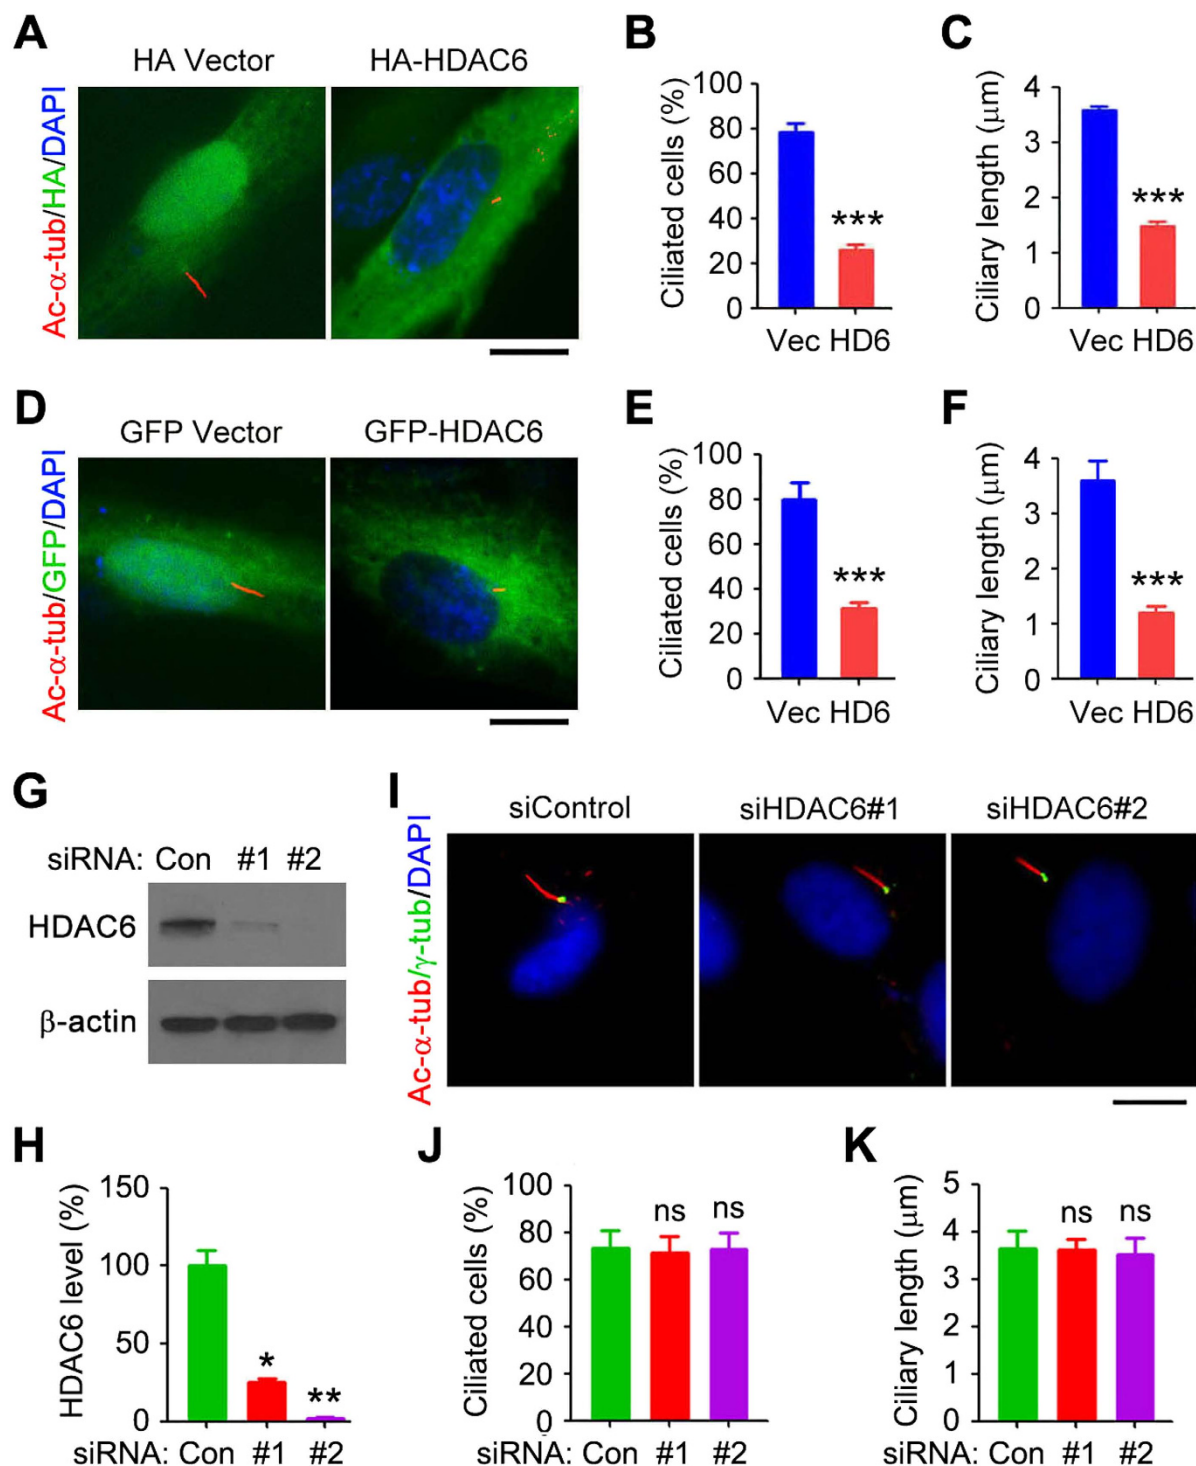 A
HA Vector
HA-HDAC6
Ac-α-tub/HA/DAPI
B
Ciliated cells (%)
100
80
60
40
20
0
***
Vec HD6
C
Ciliary length (μm)
4
3
2
1
0
***
Vec HD6
D
GFP Vector
GFP-HDAC6
Ac-α-tub/GFP/DAPI
E
Ciliated cells (%)
100
80
60
40
20
0
***
Vec HD6
F
Ciliary length (μm)
4
3
2
1
0
***
Vec HD6
G
siRNA: Con #1 #2
HDAC6
β-actin
I
siControl
siHDAC6#1
siHDAC6#2
Ac-α-tub/γ-tub/DAPI
H
HDAC6 level (%)
150
100
50
0
*
**
siRNA: Con #1 #2
J
Ciliated cells (%)
100
80
60
40
20
0
ns
ns
siRNA: Con #1 #2
K
Ciliary length (μm)
5
4
3
2
1
0
ns
ns
siRNA: Con #1 #2